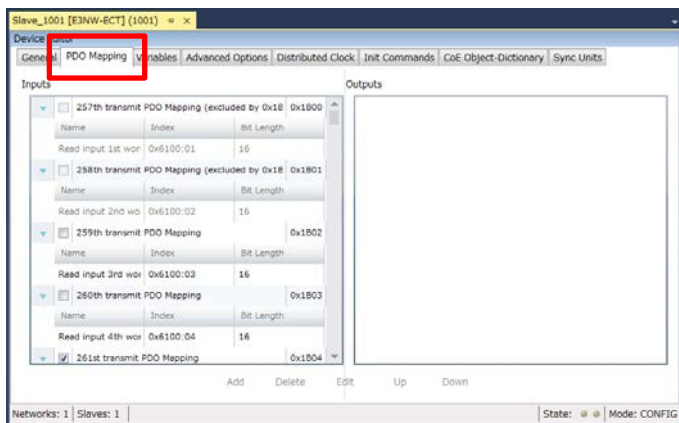 Slave_1001 [E3NW-ECT] (1001)
Device Editor
General PDO Mapping Variables Advanced Options Distributed Clock Init Commands CoE Object-Dictionary Sync Units
Inputs Outputs
257th transmit PDO Mapping (excluded by 0x1B 0x1B00
Name Index Bit Length
Read input 1st wor 0x6100:01 16
258th transmit PDO Mapping (excluded by 0x1B 0x1B01
Name Index Bit Length
Read input 2nd wo 0x6100:02 16
259th transmit PDO Mapping 0x1B02
Name Index Bit Length
Read input 3rd wor 0x6100:03 16
260th transmit PDO Mapping 0x1B03
Name Index Bit Length
Read input 4th wor 0x6100:04 16
261st transmit PDO Mapping 0x1B04
Add Delete Edit Up Down
Networks: 1 Slaves: 1 State: Mode: CONFIG